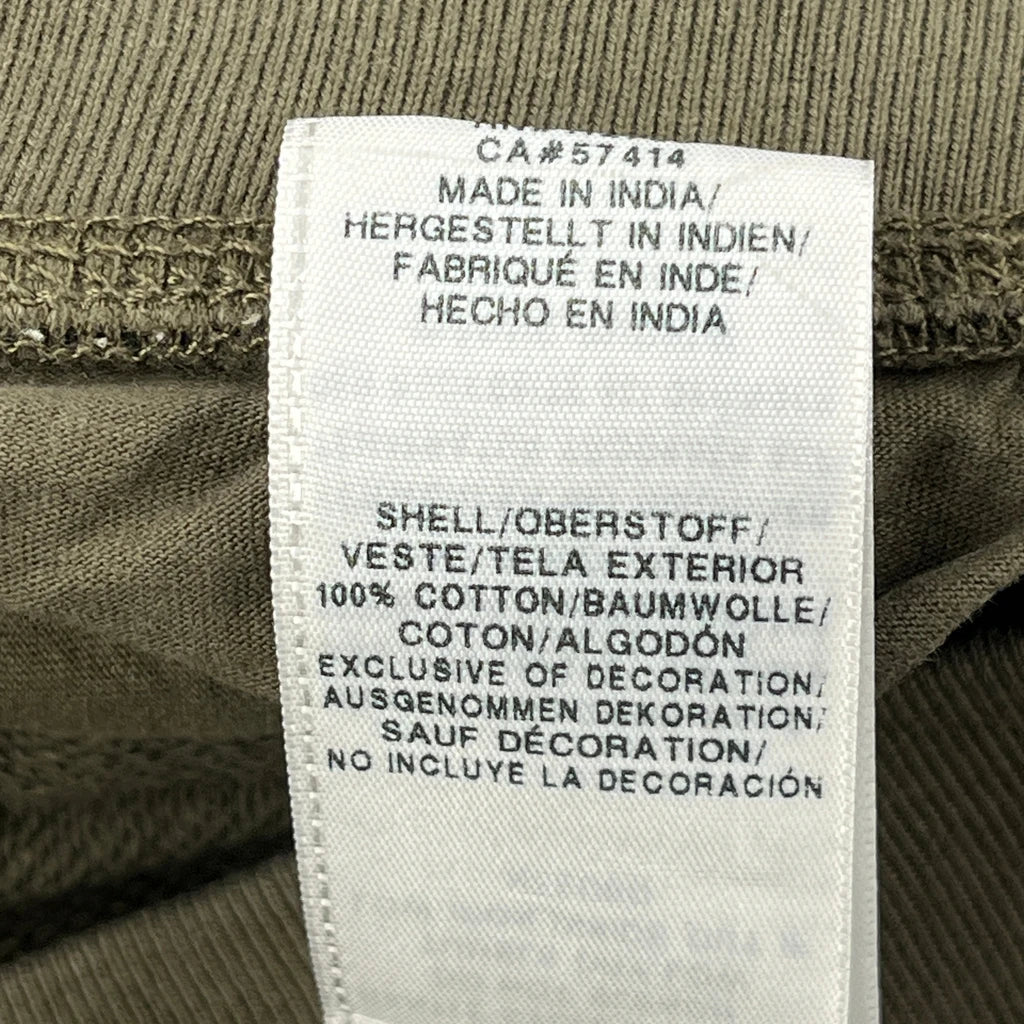 CA#57414
MADE IN INDIA/
HERGESTELLT IN INDIEN/
FABRIQUÉ EN INDE/
HECHO EN INDIA
SHELL/OBERSTOFF/
VESTE/TELA EXTERIOR
100% COTTON/BAUMWOLLE/
COTON/ALGODÓN
EXCLUSIVE OF DECORATION/
AUSGENOMMEN DEKORATION/
SAUF DÉCORATION/
NO INCLUYE LA DECORACIÓN